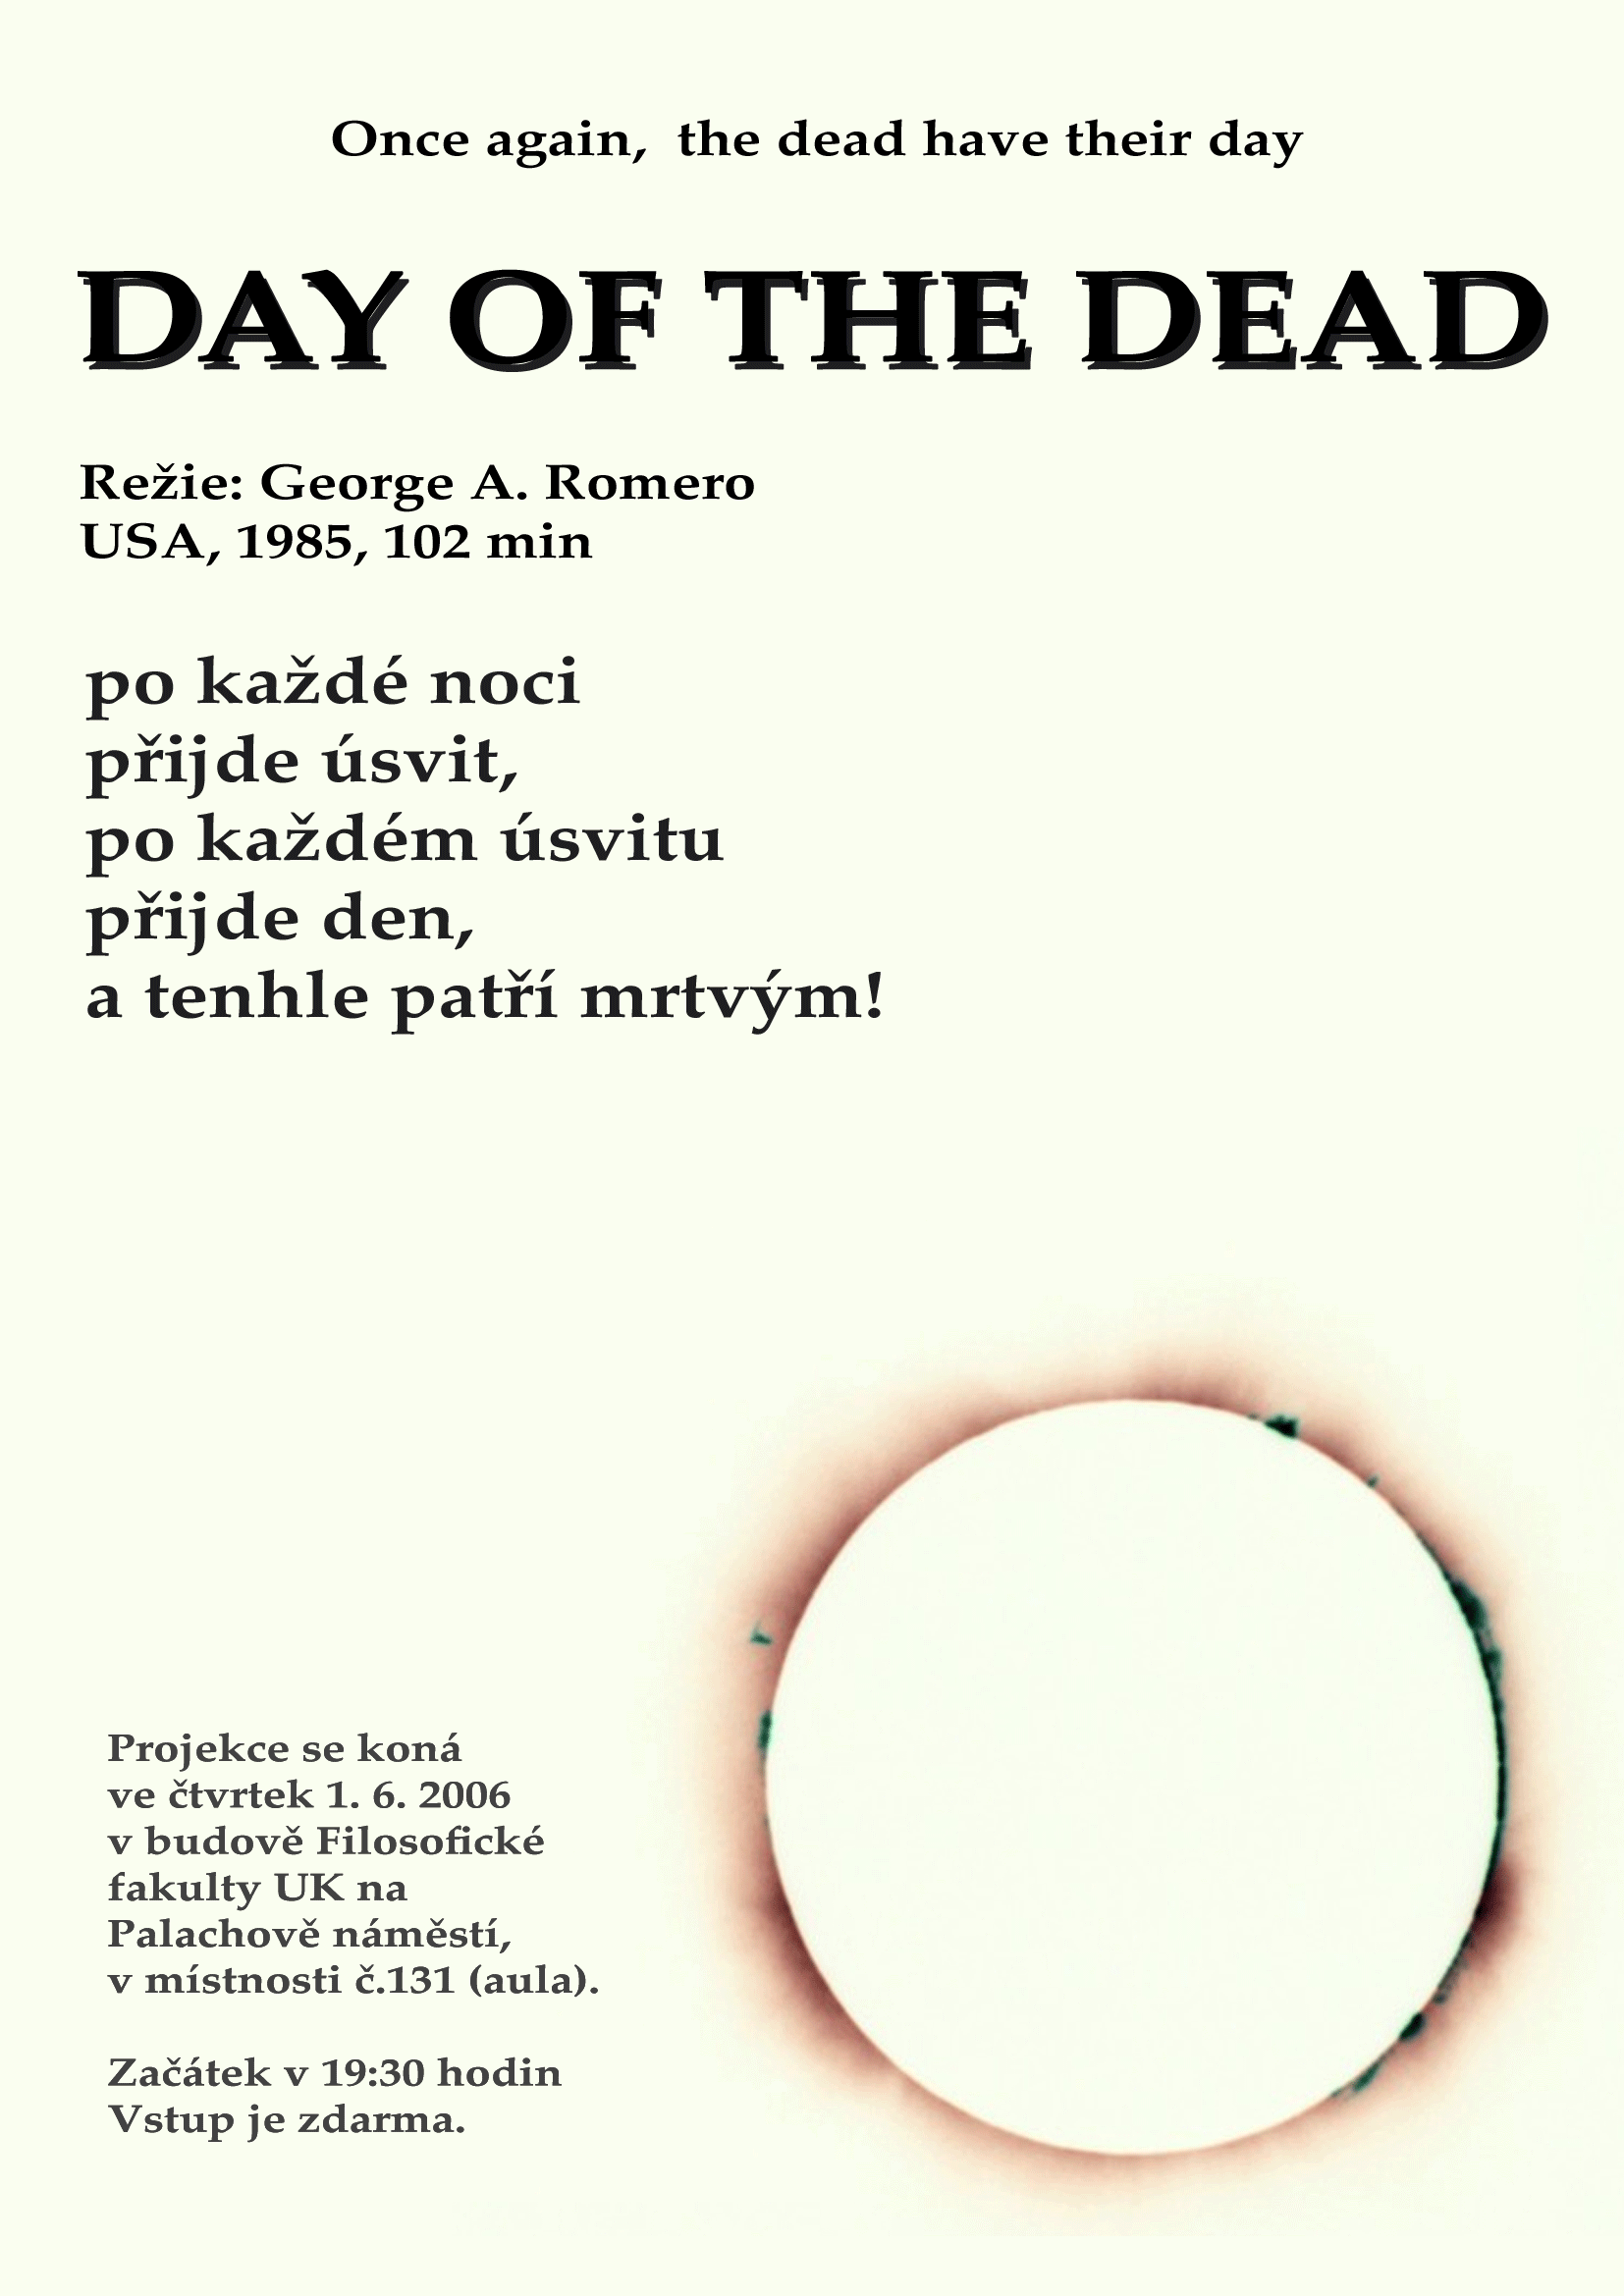 Once again,  the dead have their day
DAY OF THE DEAD
Režie: George A. Romero
USA, 1985, 102 min
po každé noci
přijde úsvit,
po každém úsvitu
přijde den,
a tenhle patří mrtvým!
Projekce se koná
ve čtvrtek 1. 6. 2006
v budově Filosofické
fakulty UK na
Palachově náměstí,
v místnosti č.131 (aula).
Začátek v 19:30 hodin
Vstup je zdarma.